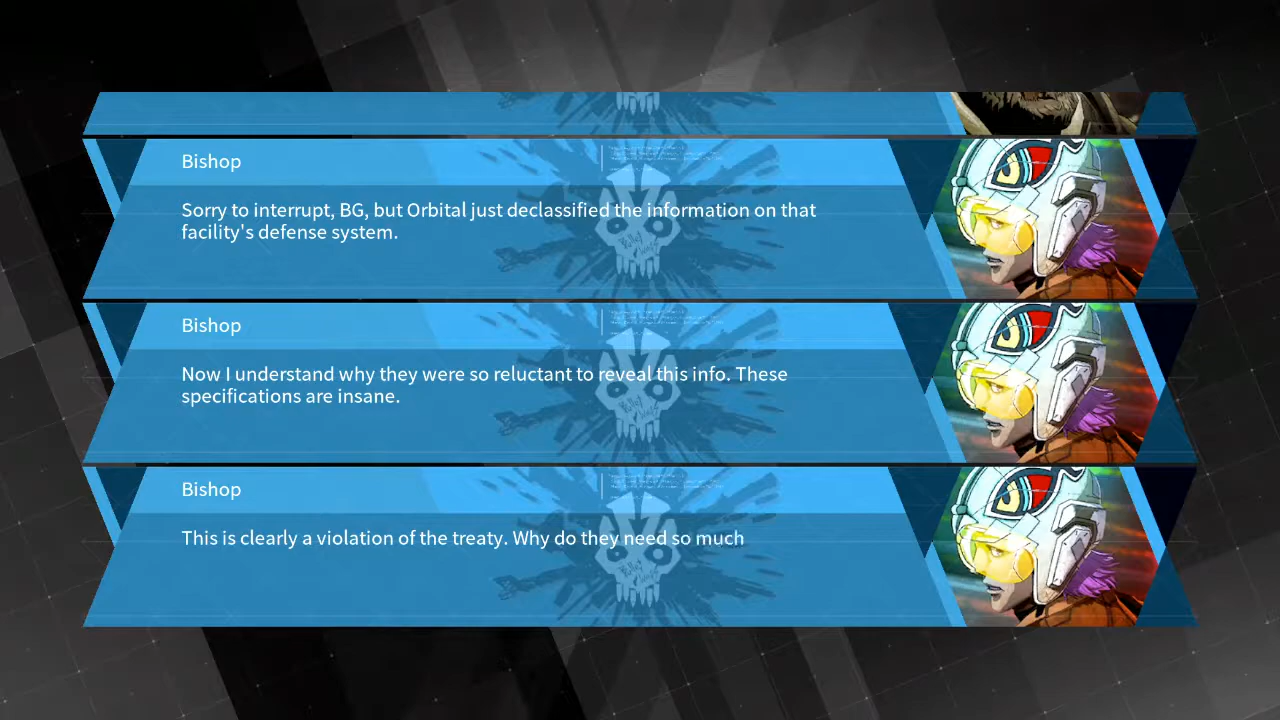 Bishop
Sorry to interrupt, BG, but Orbital just declassified the information on that
facility's defense system.
Bishop
Now I understand why they were so reluctant to reveal this info. These
specifications are insane.
Bishop
This is clearly a violation of the treaty. Why do they need so much